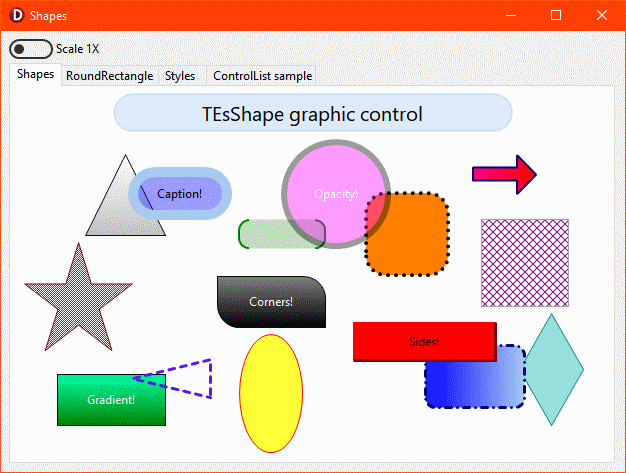 Shapes
Scale 1X
Shapes RoundRectangle Styles ControlList sample
TEsShape graphic control
Caption!
Opacity!
Corners!
Sides!
Gradient!